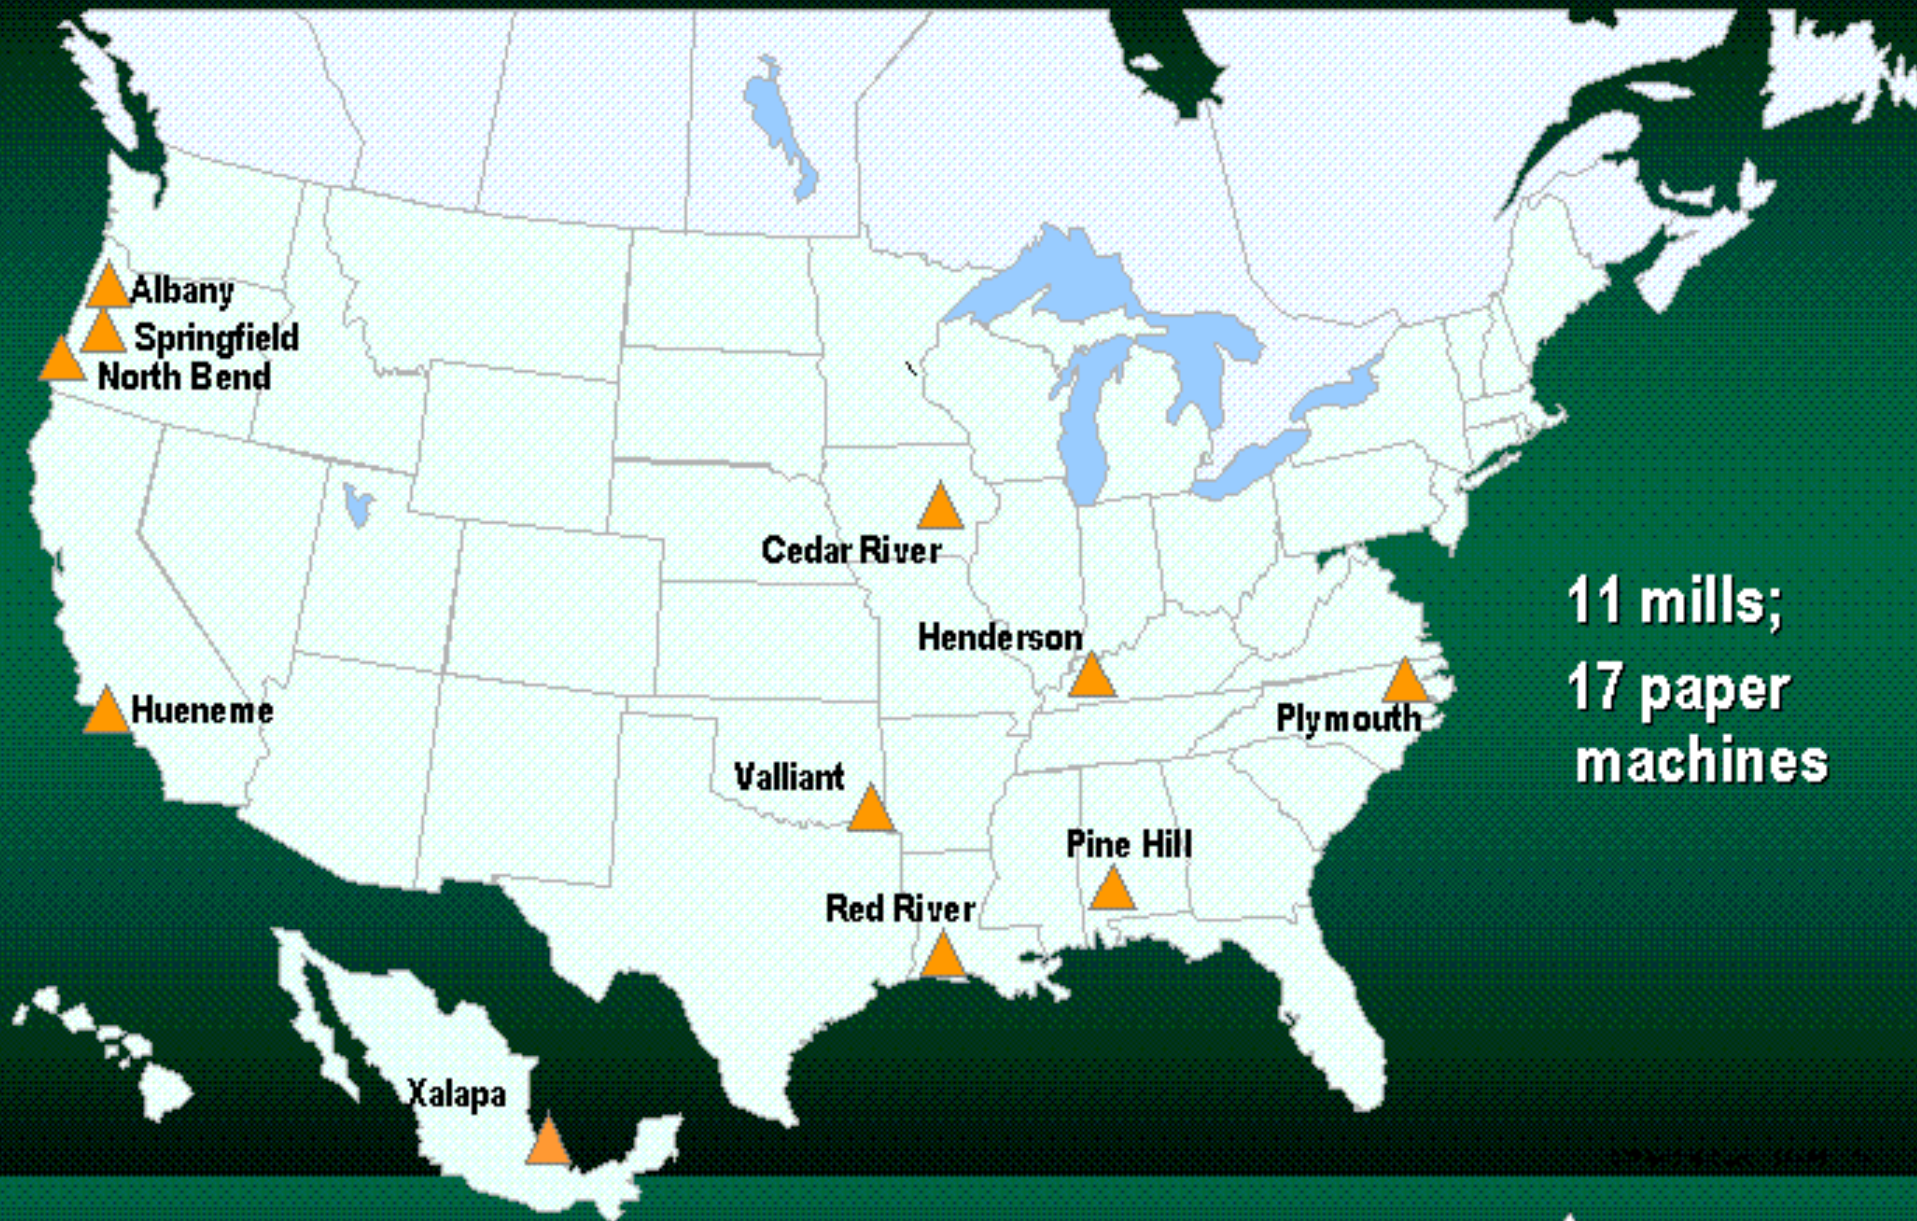 Albany
Springfield
North Bend
Cedar River
Henderson
Hueneme
Plymouth
Valliant
Pine Hill
Red River
Xalapa
11 mills;
17 paper
machines